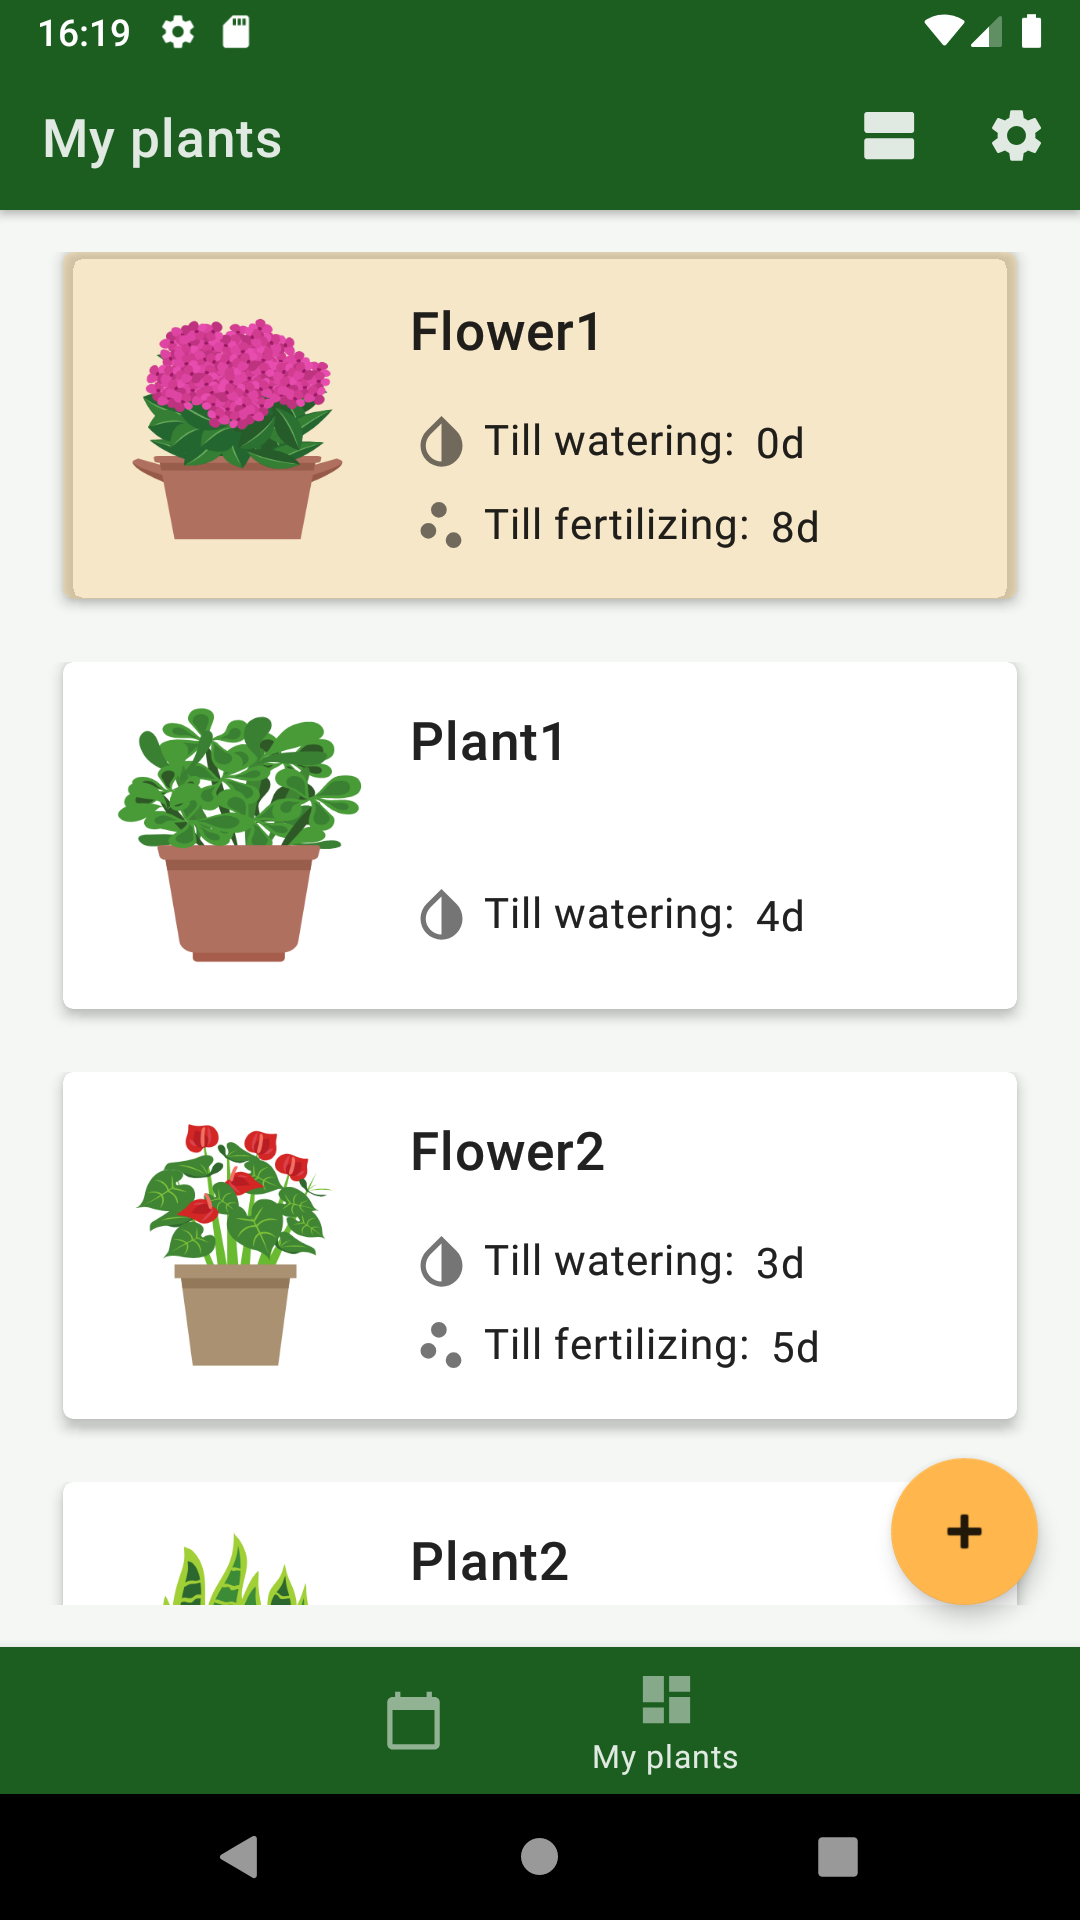 16:19
My plants
Flower1
Till watering: 0d
Till fertilizing: 8d
Plant1
Till watering: 4d
Flower2
Till watering: 3d
Till fertilizing: 5d
Plant2
My plants